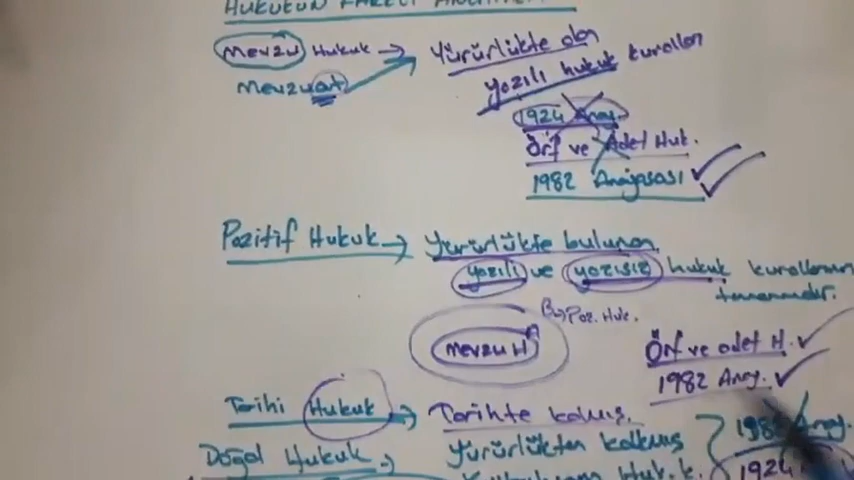 Mevzu Hukuk → Yürürlükte olan
yazılı hukuk kuralları
Mevzuat
1924 Anay.
Örf ve Adet Huk.
1982 Anayasası
Pozitif Hukuk → Yürürlükte bulunan
yazılı ve yazısız hukuk kurallarının
tamamıdır.
B → Poz. Huk.
Mevzu H A
Örf ve adet H.
1982 Anay.
Tarihi Hukuk → Tarihte kalmış.
Yürürlükten kalkmış
1982 Anay.
Doğal Hukuk →
1924